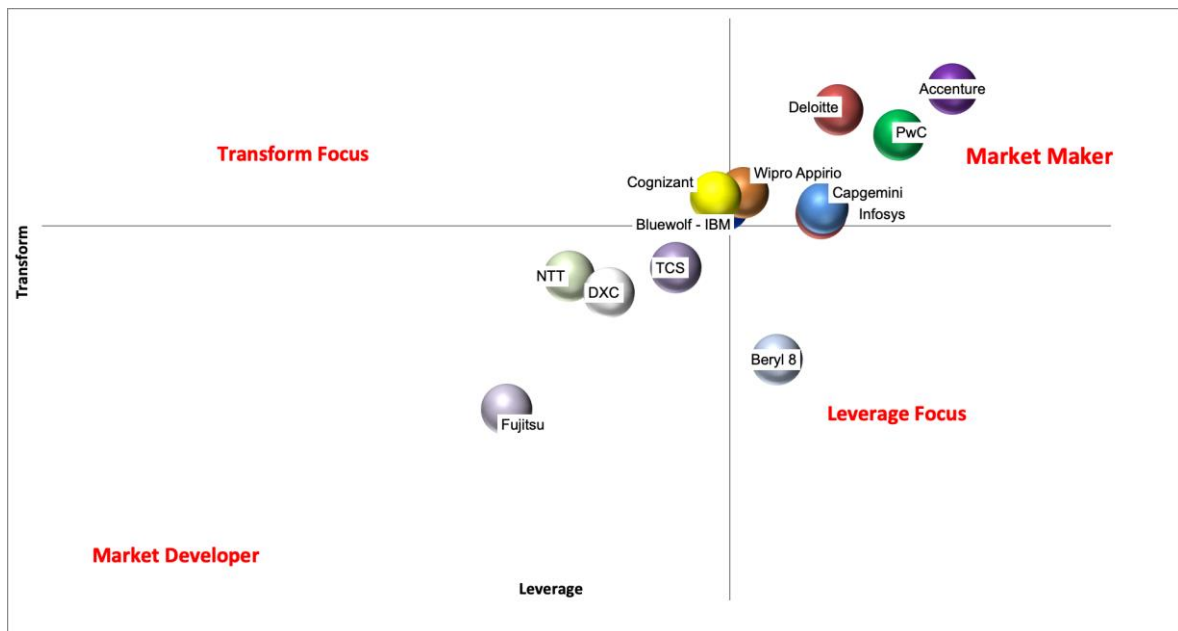 Accenture
Deloitte
PwC
Transform Focus
Market Maker
Wipro Appirio
Cognizant
Capgemini
Infosys
Bluewolf - IBM
Transform
TCS
NTT
DXC
Beryl 8
Leverage Focus
Fujitsu
Market Developer
Leverage